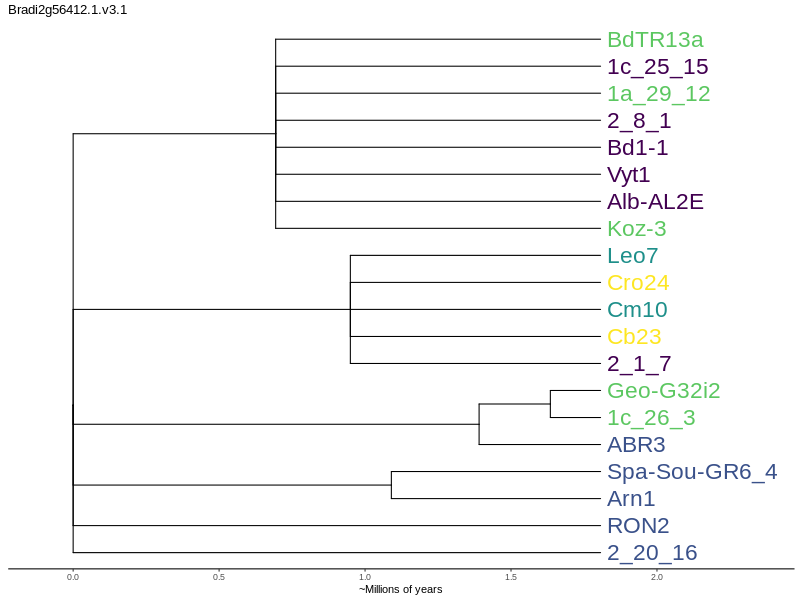 Bradi2g56412.1.v3.1
BdTR13a
1c_25_15
1a_29_12
2_8_1
Bd1-1
Vyt1
Alb-AL2E
Koz-3
Leo7
Cro24
Cm10
Cb23
2_1_7
Geo-G32i2
1c_26_3
ABR3
Spa-Sou-GR6_4
Arn1
RON2
2_20_16
0.0 0.5 1.0 1.5 2.0
~Millions of years